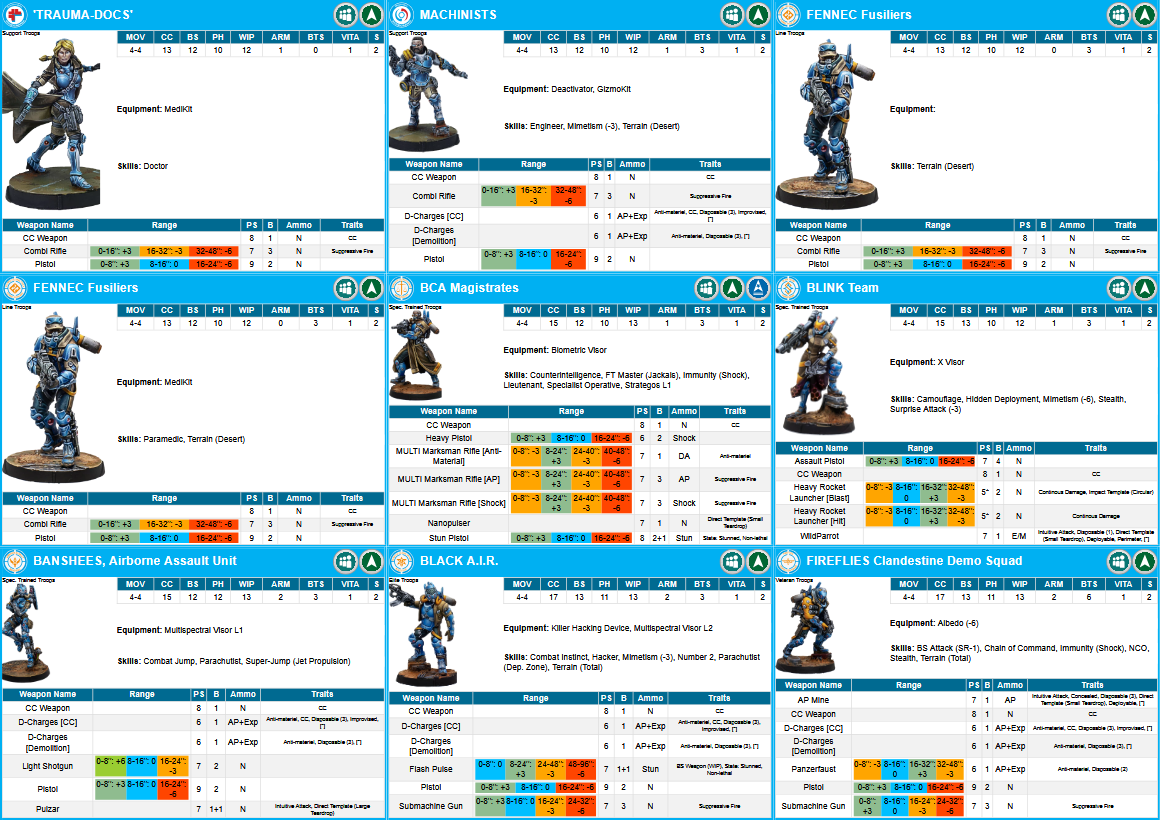 'TRAUMA-DOCS'
Support Troops
MOV CC BS PH WIP ARM BTS VITA S
4-4 13 12 12 12 1 0 1 2
Equipment: MediKit
Skills: Doctor
Weapon Name Range PS B Ammo Traits
CC Weapon 8 1 N CC
Combi Rifle 0-16": +3 16-32": -3 32-48": -6 7 3 N Suppressive Fire
Pistol 0-8": +3 8-16": 0 16-24": -6 9 2 N
MACHINISTS
Support Troops
MOV CC BS PH WIP ARM BTS VITA S
4-4 13 12 12 12 1 3 1 2
Equipment: Deactivator, GizmoKit
Skills: Engineer, Mimetism (-3), Terrain (Desert)
Weapon Name Range PS B Ammo Traits
CC Weapon 8 1 N CC
Combi Rifle 0-16": +3 16-32": -3 32-48": -6 7 3 N Suppressive Fire
D-Charges [CC] 6 1 AP+Exp Anti-materiel, CC, Disposable (3), Improvised, [*]
D-Charges [Demolition] 6 1 AP+Exp Anti-materiel, Disposable (3), [*]
Pistol 0-8": +3 8-16": 0 16-24": -6 9 2 N
FENNEC Fusiliers
Line Troops
MOV CC BS PH WIP ARM BTS VITA S
4-4 13 12 10 12 0 3 1 2
Equipment:
Skills: Terrain (Desert)
Weapon Name Range PS B Ammo Traits
CC Weapon 8 1 N CC
Combi Rifle 0-16": +3 16-32": -3 32-48": -6 7 3 N Suppressive Fire
Pistol 0-8": +3 8-16": 0 16-24": -6 9 2 N
FENNEC Fusiliers
Line Troops
MOV CC BS PH WIP ARM BTS VITA S
4-4 13 12 10 12 0 3 1 2
Equipment: MediKit
Skills: Paramedic, Terrain (Desert)
Weapon Name Range PS B Ammo Traits
CC Weapon 8 1 N CC
Combi Rifle 0-16": +3 16-32": -3 32-48": -6 7 3 N Suppressive Fire
Pistol 0-8": +3 8-16": 0 16-24": -6 9 2 N
BCA Magistrates
Spec. Trained Troops
MOV CC BS PH WIP ARM BTS VITA S
4-4 15 12 10 13 1 3 1 2
Equipment: Biometric Visor
Skills: Counterintelligence, FT Master (Jackals), Immunity (Shock),
Lieutenant, Specialist Operative, Strategos L1
Weapon Name Range PS B Ammo Traits
CC Weapon 8 1 N CC
Heavy Pistol 0-8": +3 8-16": 0 16-24": -6 6 2 Shock
MULTI Marksman Rifle [Anti-Materiel] 0-8": -3 8-24": +3 24-40": -3 40-48": -6 7 1 DA Anti-materiel
MULTI Marksman Rifle [AP] 0-8": -3 8-24": +3 24-40": -3 40-48": -6 7 3 AP Suppressive Fire
MULTI Marksman Rifle [Shock] 0-8": -3 8-24": +3 24-40": -3 40-48": -6 7 3 Shock Suppressive Fire
Nanopulser 7 1 N Direct Template (Small Teardrop)
Stun Pistol 0-8": +3 8-16": 0 16-24": -6 8 2+1 Stun State: Stunned, Non-lethal
BLINK Team
Spec. Trained Troops
MOV CC BS PH WIP ARM BTS VITA S
4-4 15 13 10 12 1 3 1 2
Equipment: X Visor
Skills: Camouflage, Hidden Deployment, Mimetism (-6), Stealth,
Surprise Attack (-3)
Weapon Name Range PS B Ammo Traits
Assault Pistol 0-8": +3 8-16": 0 16-24": -6 7 4 N
CC Weapon 8 1 N CC
Heavy Rocket Launcher [Blast] 0-8": -3 8-16": 0 16-32": +3 32-48": -3 5* 2 N Continous Damage, Impact Template (Circular)
Heavy Rocket Launcher [Hit] 0-8": -3 8-16": 0 16-32": +3 32-48": -3 5* 2 N Continous Damage
WildParrot 7 1 E/M Intuitive Attack, Disposable (1), Direct Template (Small Teardrop), Deployable, Perimeter, [*]
BANSHEES, Airborne Assault Unit
Spec. Trained Troops
MOV CC BS PH WIP ARM BTS VITA S
4-4 15 12 12 13 2 3 1 2
Equipment: Multispectral Visor L1
Skills: Combat Jump, Parachutist, Super-Jump (Jet Propulsion)
Weapon Name Range PS B Ammo Traits
CC Weapon 8 1 N CC
D-Charges [CC] 6 1 AP+Exp Anti-materiel, CC, Disposable (3), Improvised, [*]
D-Charges [Demolition] 6 1 AP+Exp Anti-materiel, Disposable (3), [*]
Light Shotgun 0-8": +6 8-16": 0 16-24": -3 7 2 N
Pistol 0-8": +3 8-16": 0 16-24": -6 9 2 N
Pulzar 7 1+1 N Intuitive Attack, Direct Template (Large Teardrop)
BLACK A.I.R.
Elite Troops
MOV CC BS PH WIP ARM BTS VITA S
4-4 17 13 11 13 2 3 1 2
Equipment: Killer Hacking Device, Multispectral Visor L2
Skills: Combat Instinct, Hacker, Mimetism (-3), Number 2, Parachutist
(Dep. Zone), Terrain (Total)
Weapon Name Range PS B Ammo Traits
CC Weapon 8 1 N CC
D-Charges [CC] 6 1 AP+Exp Anti-materiel, CC, Disposable (3), Improvised, [*]
D-Charges [Demolition] 6 1 AP+Exp Anti-materiel, Disposable (3), [*]
Flash Pulse 0-8": 0 8-24": +3 24-48": -3 48-96": -6 7 1+1 Stun BS Weapon (WIP), State: Stunned, Non-lethal
Pistol 0-8": +3 8-16": 0 16-24": -6 9 2 N
Submachine Gun 0-8": +3 8-16": 0 16-24": -3 24-32": -6 7 3 N Suppressive Fire
FIREFLIES Clandestine Demo Squad
Veteran Troops
MOV CC BS PH WIP ARM BTS VITA S
4-4 17 13 11 13 2 6 1 2
Equipment: Albedo (-6)
Skills: BS Attack (SR-1), Chain of Command, Immunity (Shock), NCO,
Stealth, Terrain (Total)
Weapon Name Range PS B Ammo Traits
AP Mine 7 1 AP Intuitive Attack, Concealed, Disposable (3), Direct Template (Small Teardrop), Deployable, [*]
CC Weapon 8 1 N CC
D-Charges [CC] 6 1 AP+Exp Anti-materiel, CC, Disposable (3), Improvised, [*]
D-Charges [Demolition] 6 1 AP+Exp Anti-materiel, Disposable (3), [*]
Panzerfaust 0-8": -3 8-16": 0 16-32": +3 32-48": -3 6 1 AP+Exp Anti-materiel, Disposable (2)
Pistol 0-8": +3 8-16": 0 16-24": -6 9 2 N
Submachine Gun 0-8": +3 8-16": 0 16-24": -3 24-32": -6 7 3 N Suppressive Fire